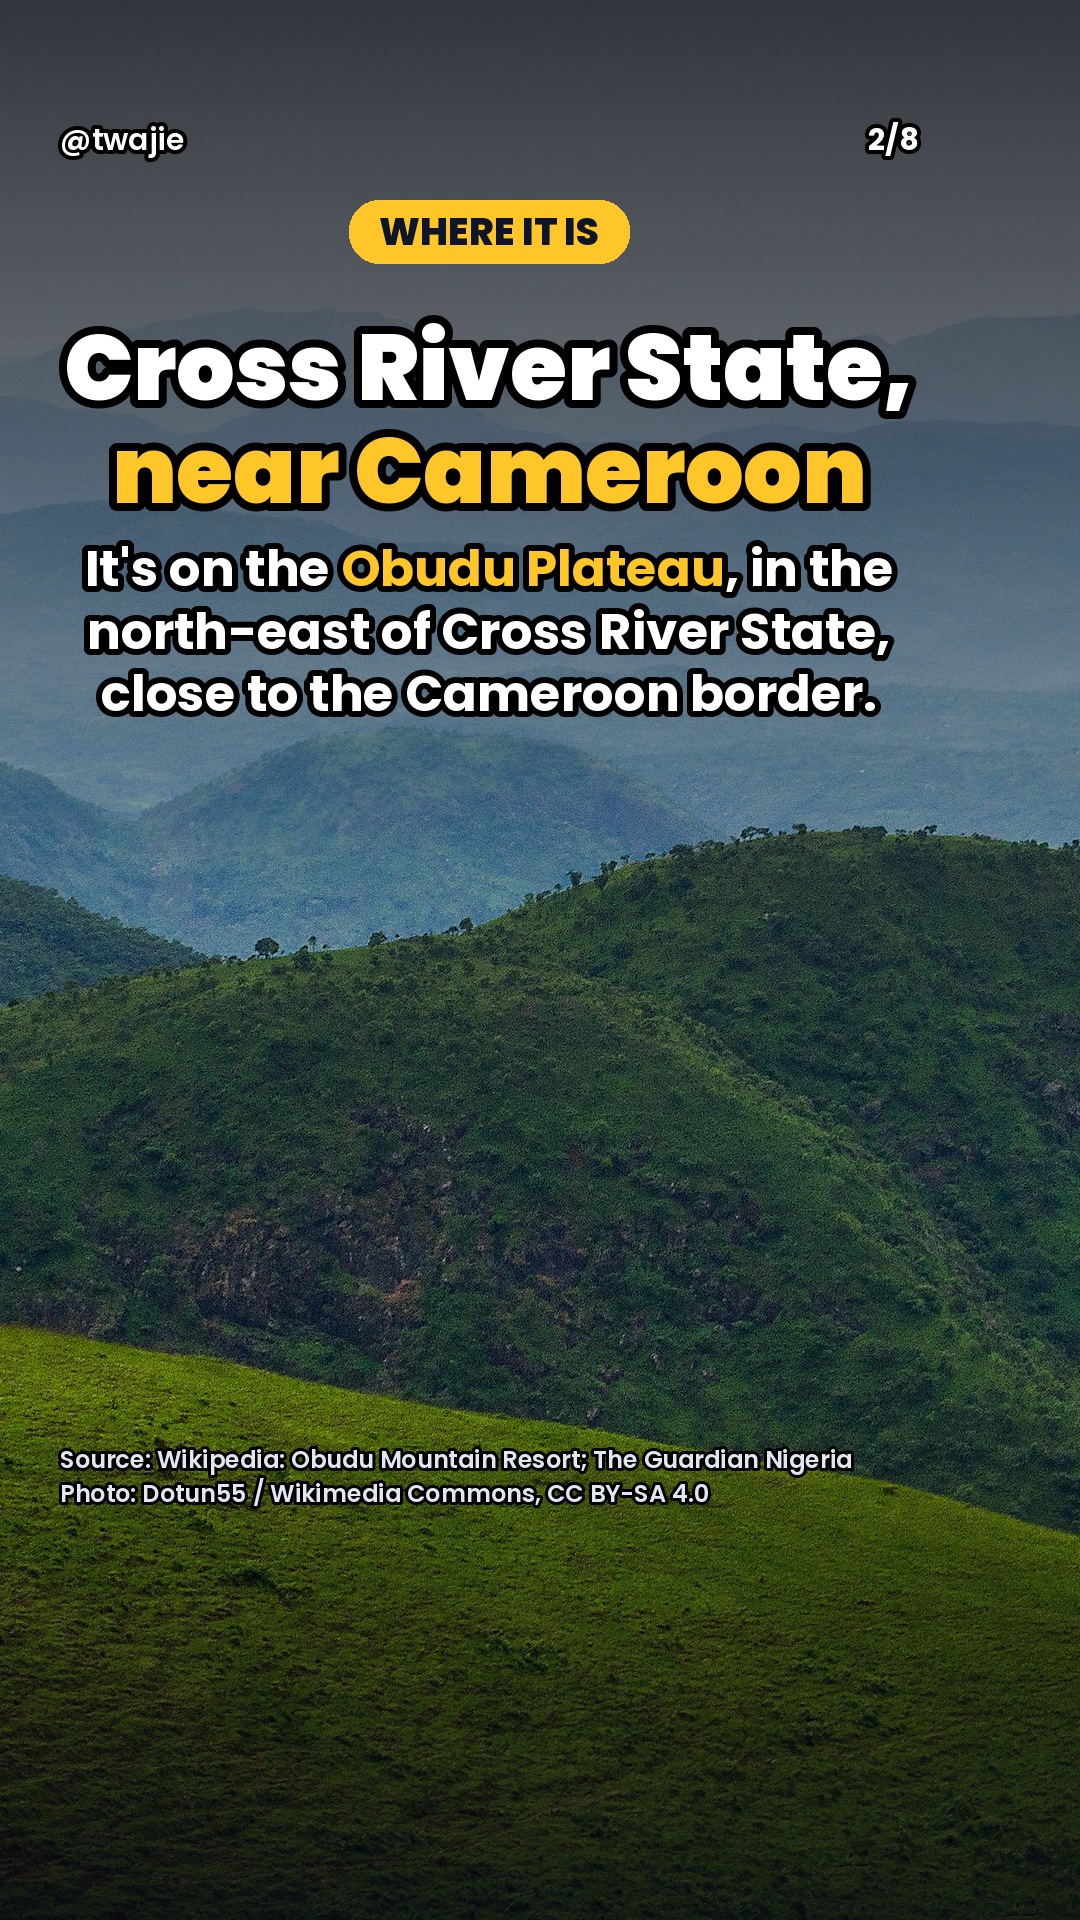 @twajie
2/8
WHERE IT IS
Cross River State,
near Cameroon
It's on the Obudu Plateau, in the
north-east of Cross River State,
close to the Cameroon border.
Source: Wikipedia: Obudu Mountain Resort; The Guardian Nigeria
Photo: Dotun55 / Wikimedia Commons, CC BY-SA 4.0